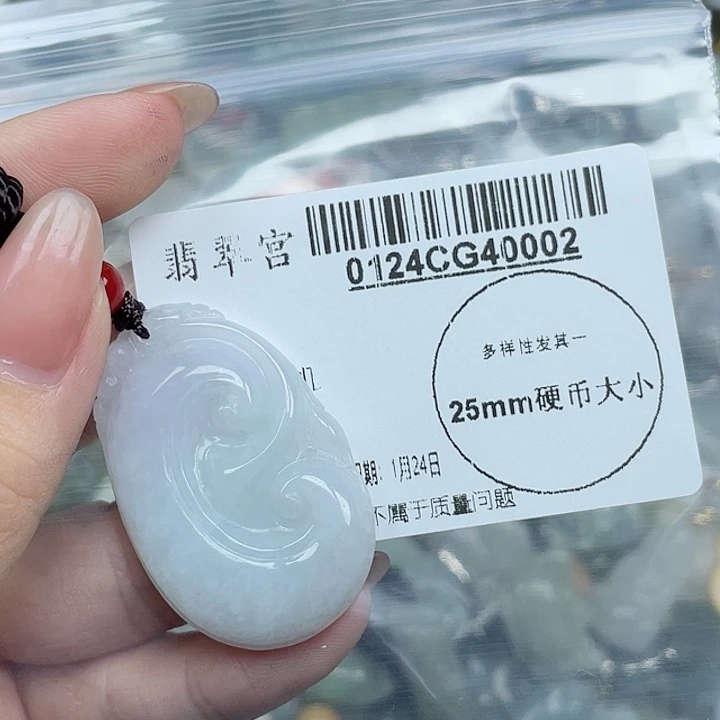 翡翠宫
0124CG40002
多样性发其一
25mm硬币大小
期: 1月24日
不属于质量问题